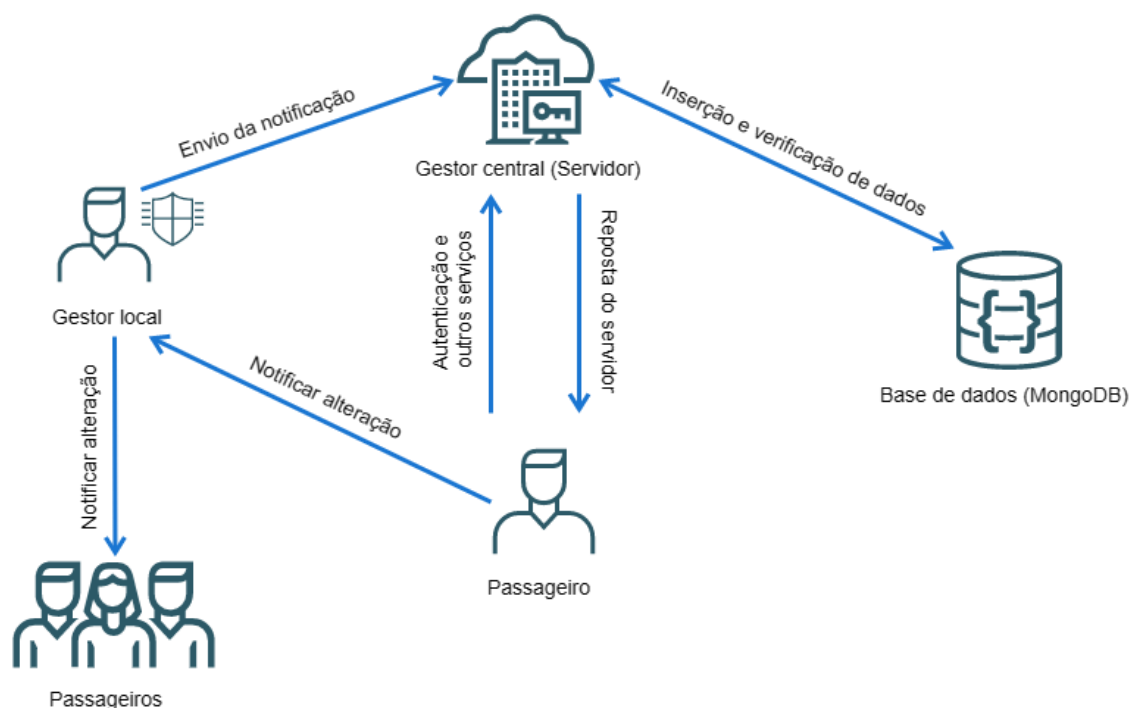 Envio da notificação
Inserção e verificação de dados
Gestor central (Servidor)
Autenticação e
outros serviços
Reposta do servidor
Gestor local
Notificar alteração
Notificar alteração
Base de dados (MongoDB)
Passageiro
Passageiros